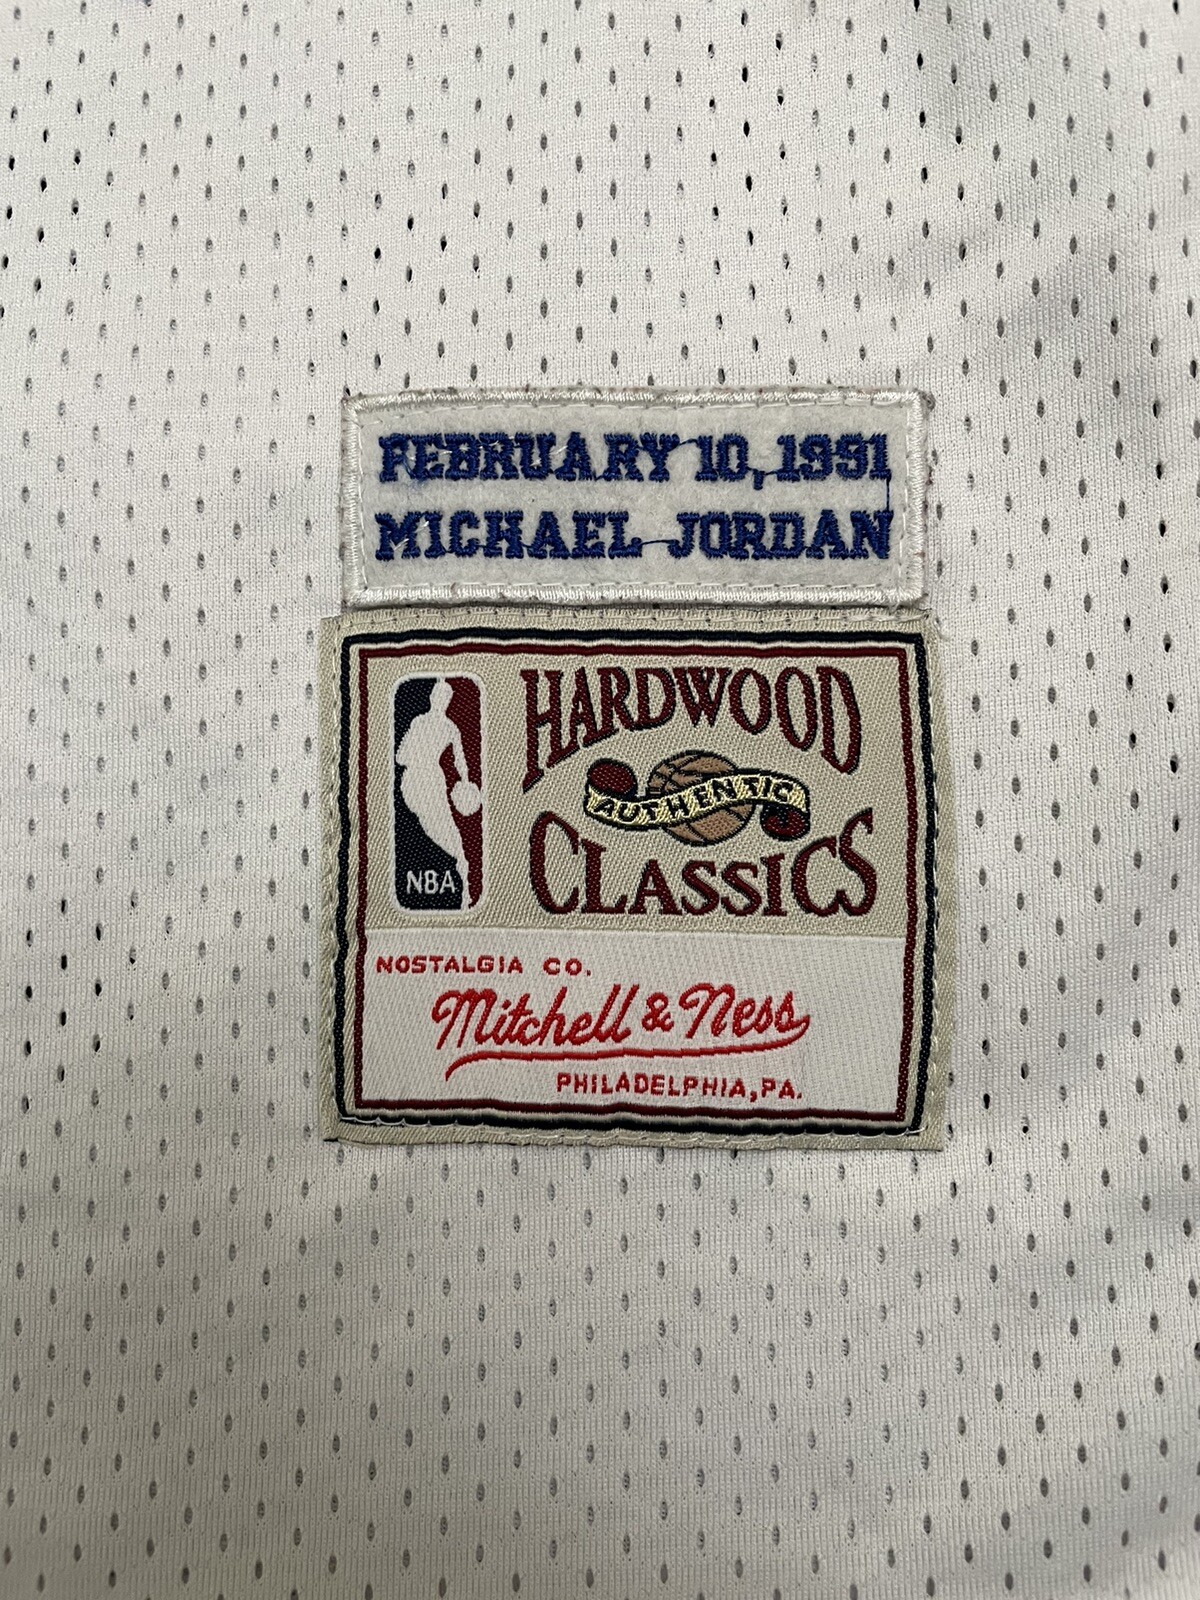 FEBRUARY 10, 1991
MICHAEL JORDAN
HARDWOOD
AUTHENTIC
CLASSICS
NBA
NOSTALGIA CO.
Mitchell & Ness
PHILADELPHIA, PA.